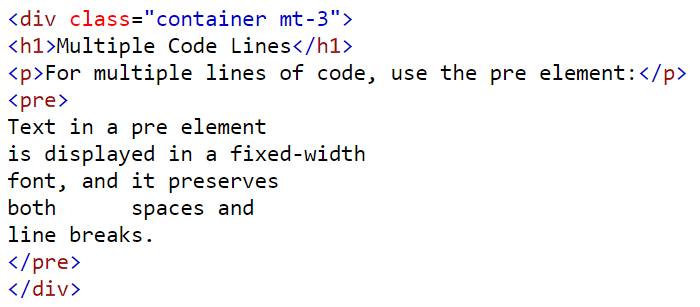 <div class="container mt-3">
<h1>Multiple Code Lines</h1>
<p>For multiple lines of code, use the pre element:</p>
<pre>
Text in a pre element
is displayed in a fixed-width
font, and it preserves
both      spaces and
line breaks.
</pre>
</div>